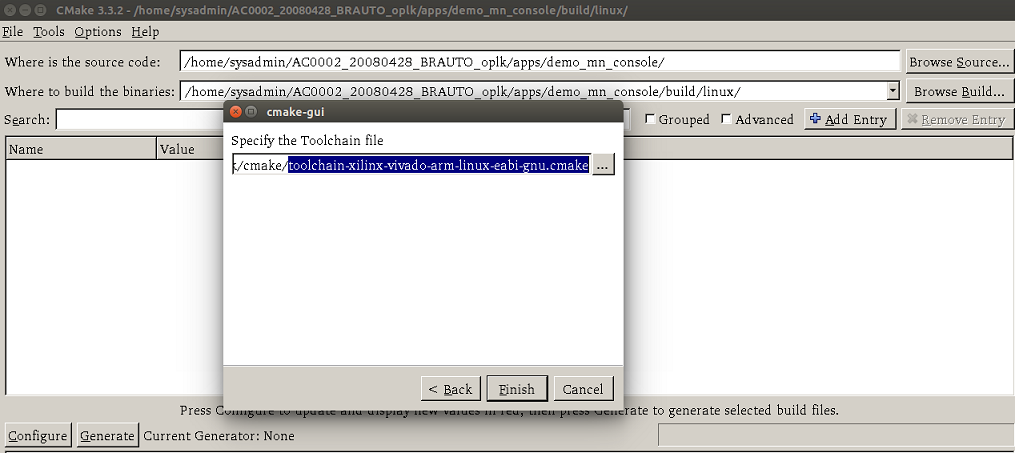 CMake 3.3.2 - /home/sysadmin/AC0002_20080428_BRAUTO_oplk/apps/demo_mn_console/build/linux/
File Tools Options Help
Where is the source code: /home/sysadmin/AC0002_20080428_BRAUTO_oplk/apps/demo_mn_console/ Browse Source...
Where to build the binaries: /home/sysadmin/AC0002_20080428_BRAUTO_oplk/apps/demo_mn_console/build/linux/ Browse Build...
Search: Grouped Advanced Add Entry Remove Entry
Name Value
cmake-gui
Specify the Toolchain file
/cmake/toolchain-xilinx-vivado-arm-linux-eabi-gnu.cmake ...
< Back Finish Cancel
Press Configure to update and display new values in red, then press Generate to generate selected build files.
Configure Generate Current Generator: None